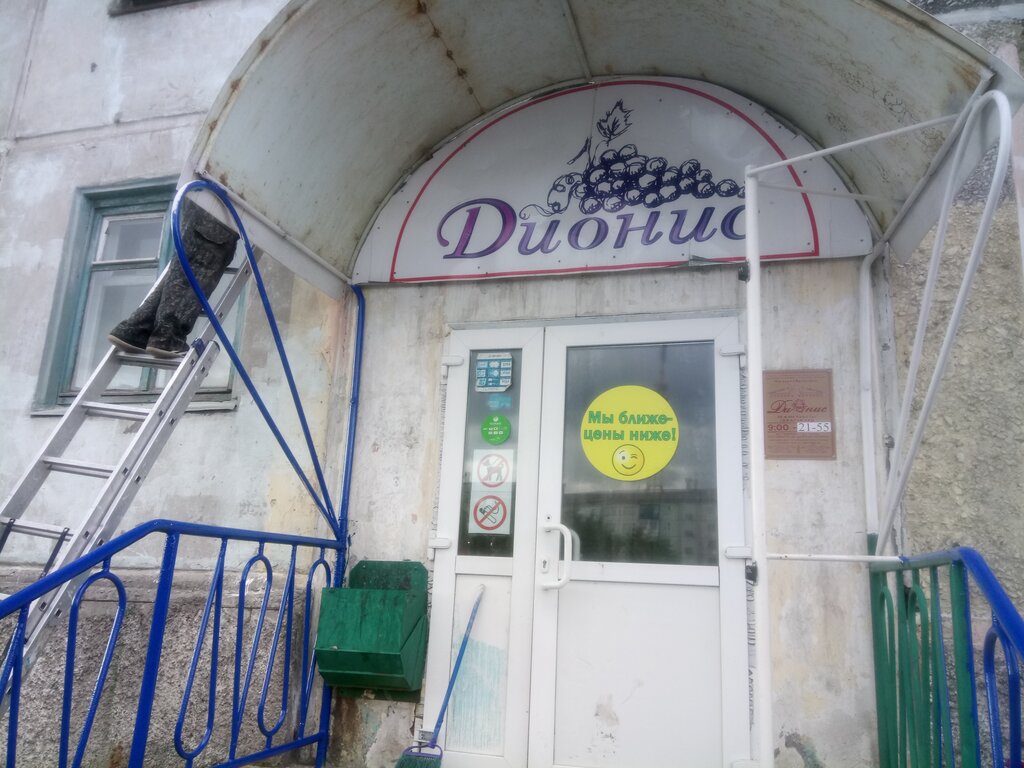 Дионис
Мы ближе-
цены ниже!
Дионис
9:00 - 21-55